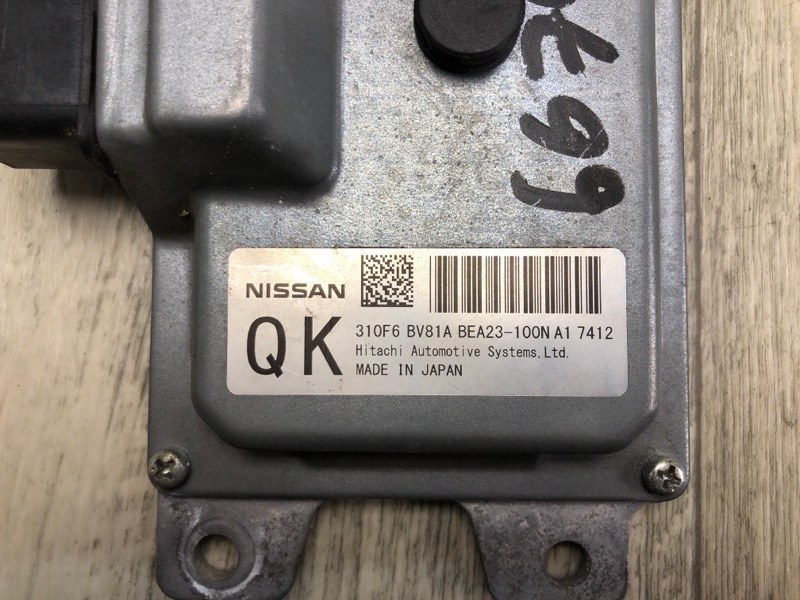 NISSAN
QK
310F6 BV81A BEA23-100N A1 7412
Hitachi Automotive Systems, Ltd.
MADE IN JAPAN